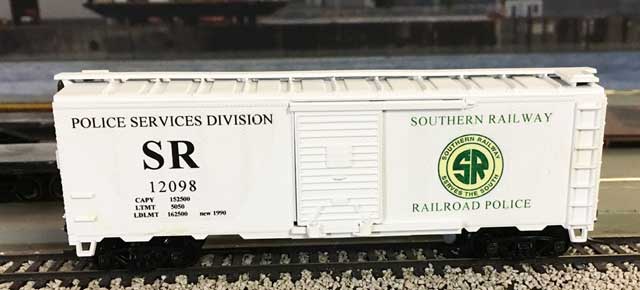 POLICE SERVICES DIVISION
SR
12098
CAPY 152500
LTMT 5050
LDLMT 162500 new 1990
SOUTHERN RAILWAY
SOUTHERN RAILWAY
SR
SERVES THE SOUTH
RAILROAD POLICE